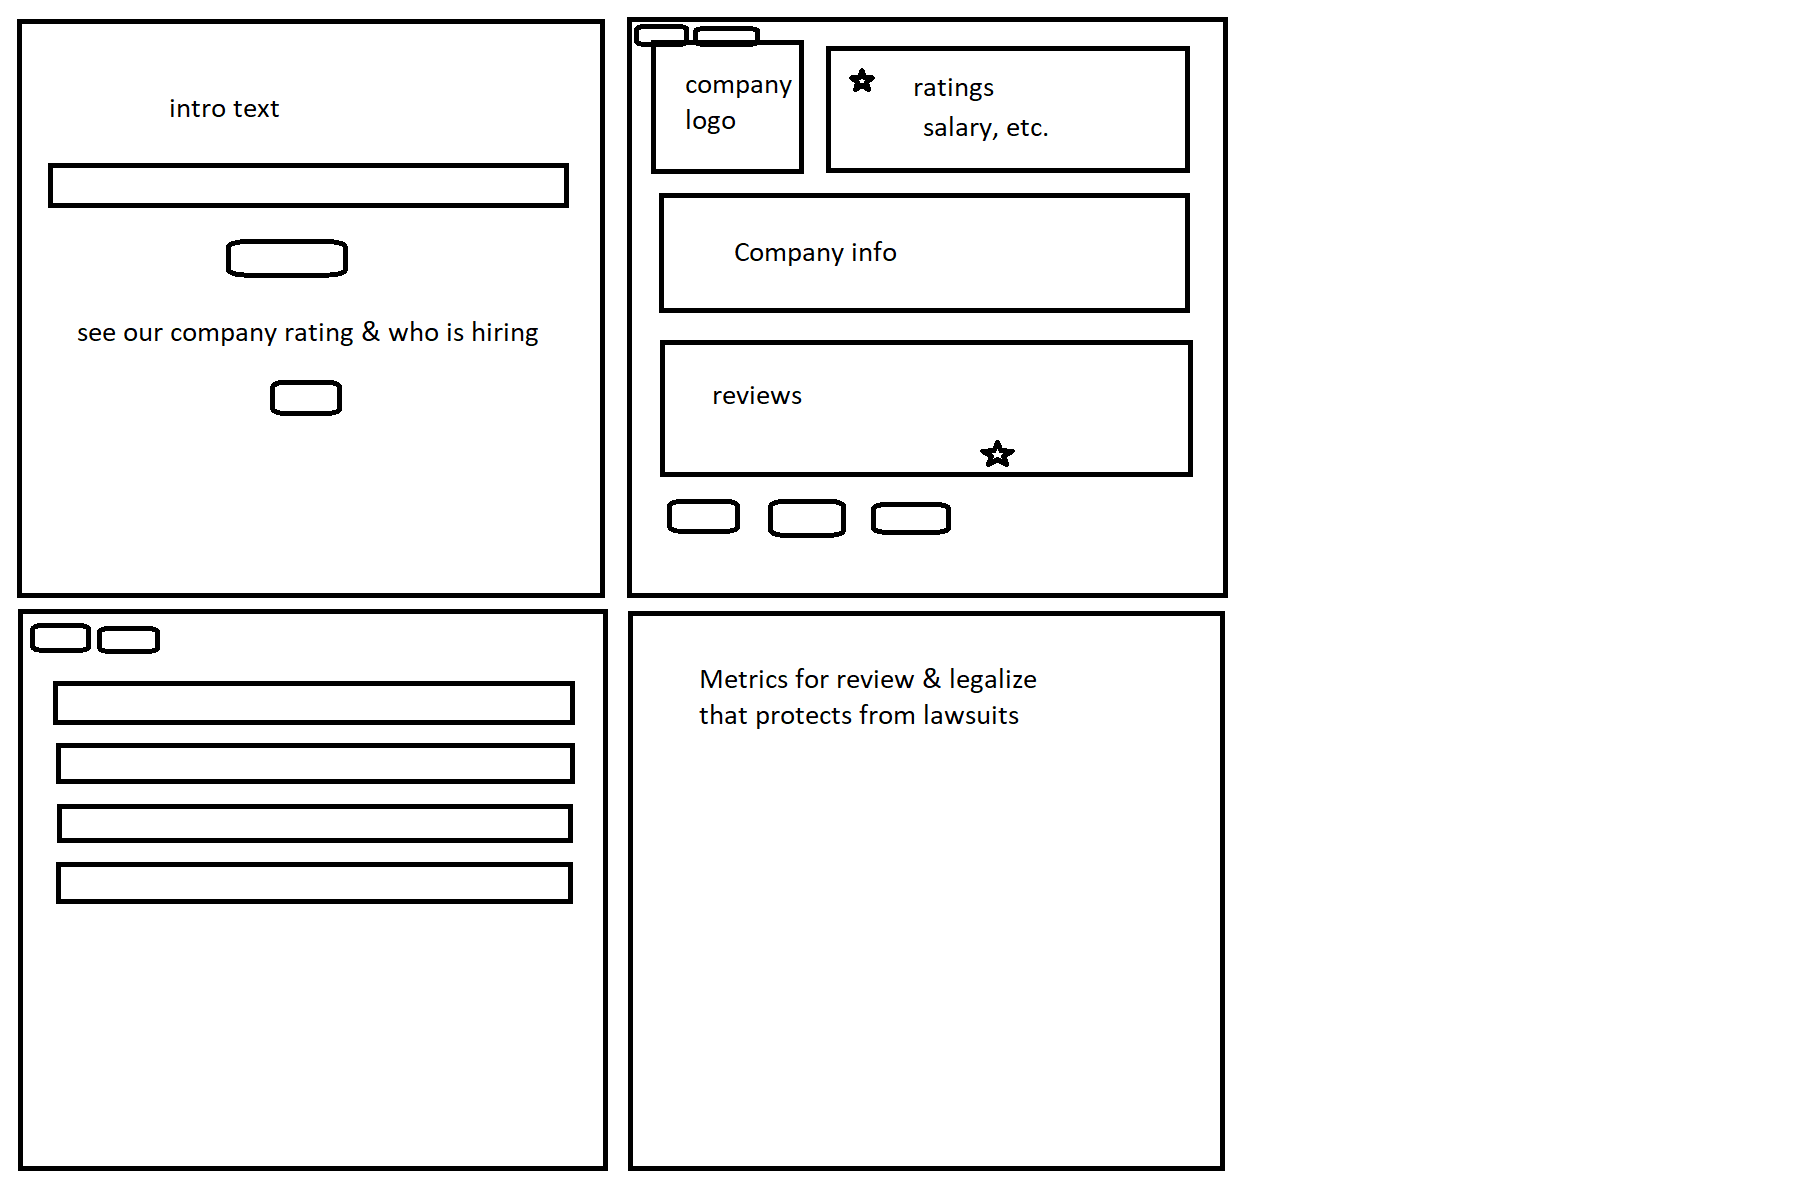 intro text
see our company rating & who is hiring
company
logo
ratings
salary, etc.
Company info
reviews
Metrics for review & legalize
that protects from lawsuits